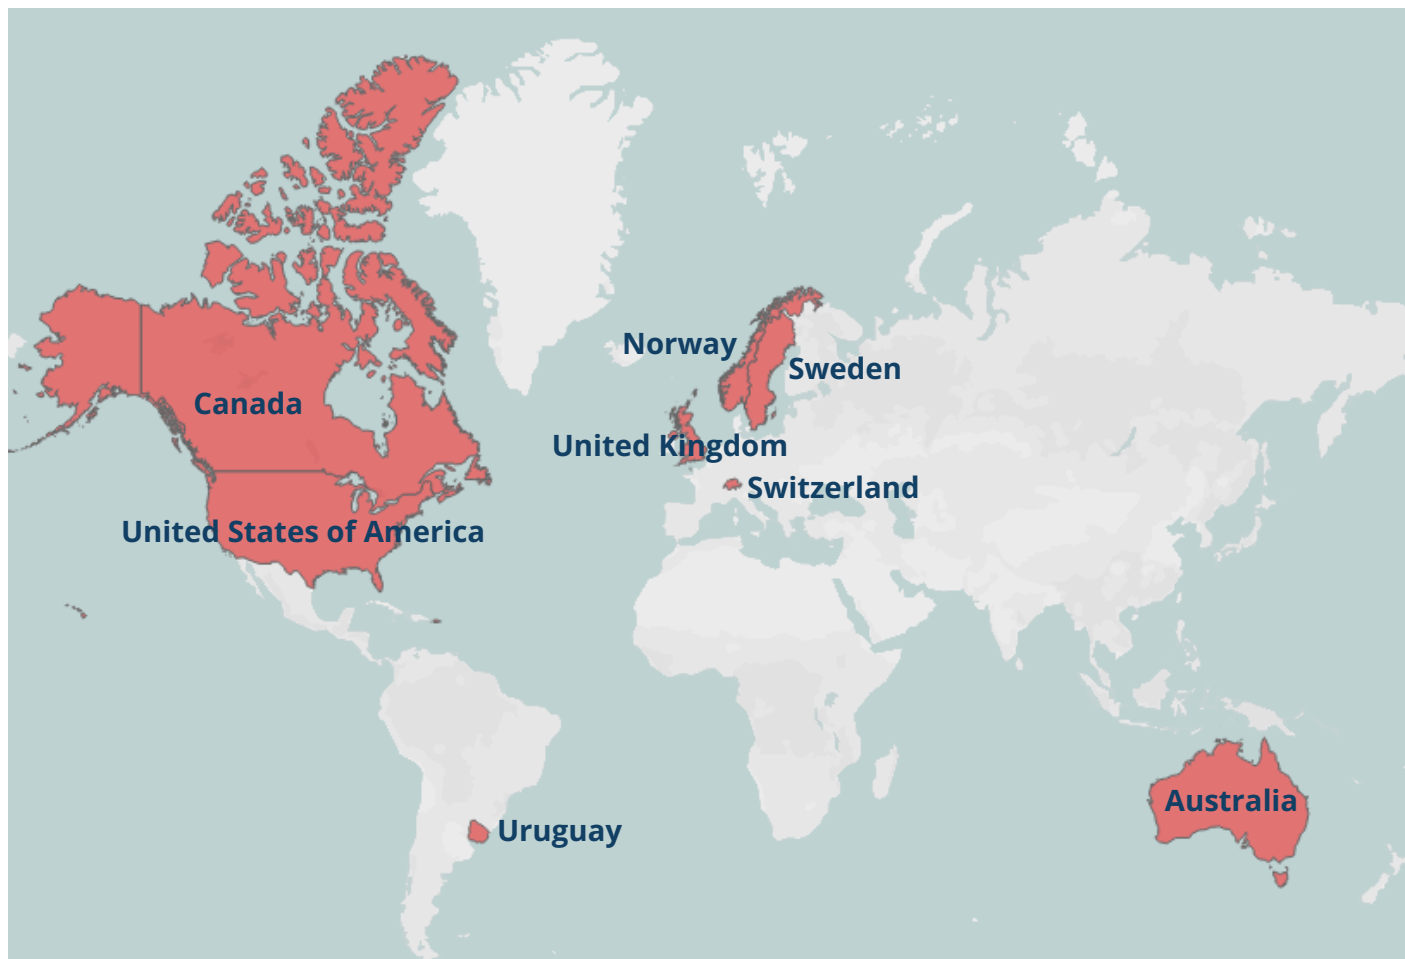 Norway
Sweden
Canada
United Kingdom
Switzerland
United States of America
Australia
Uruguay